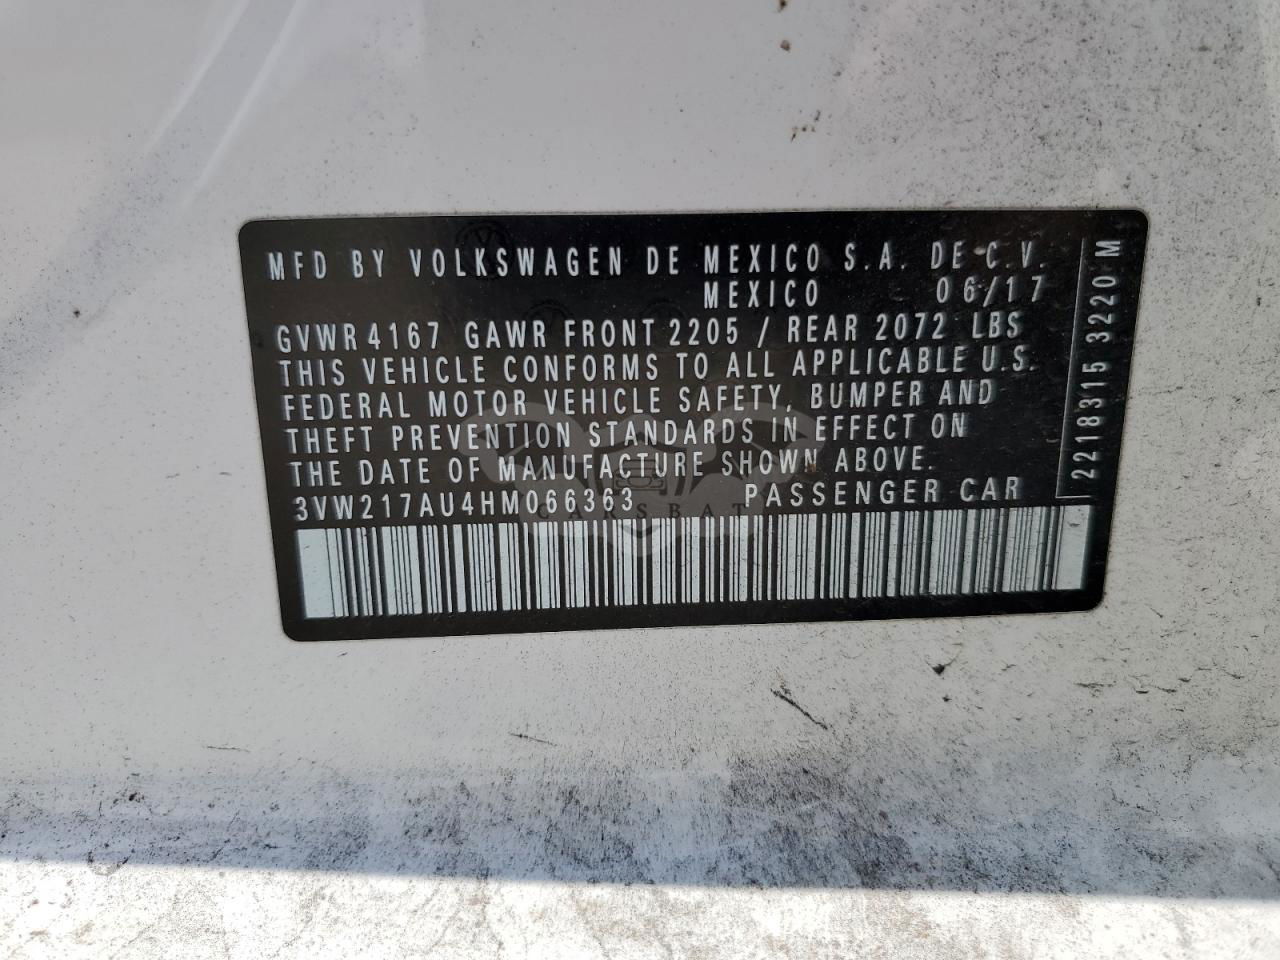 MFD BY VOLKSWAGEN DE MEXICO S.A. DE C.V.
MEXICO 06/17
GVWR 4167 GAWR FRONT 2205 / REAR 2072 LBS
THIS VEHICLE CONFORMS TO ALL APPLICABLE U.S.
FEDERAL MOTOR VEHICLE SAFETY, BUMPER AND
THEFT PREVENTION STANDARDS IN EFFECT ON
THE DATE OF MANUFACTURE SHOWN ABOVE.
3VW217AU4HM066363 PASSENGER CAR
2218315 3220 M
CARSBAT